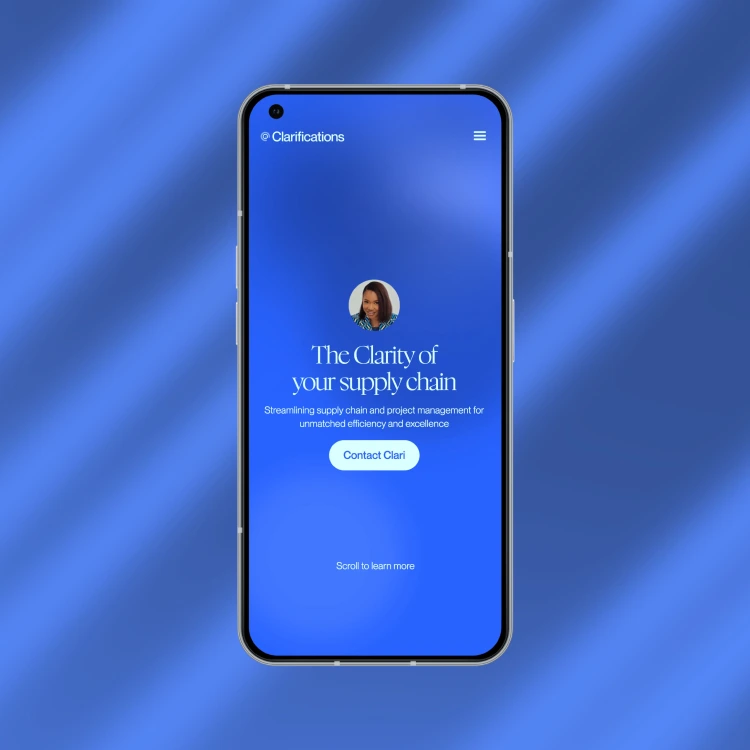 @ Clarifications
The Clarity of
your supply chain
Streamlining supply chain and project management for
unmatched efficiency and excellence
Contact Clari
Scroll to learn more